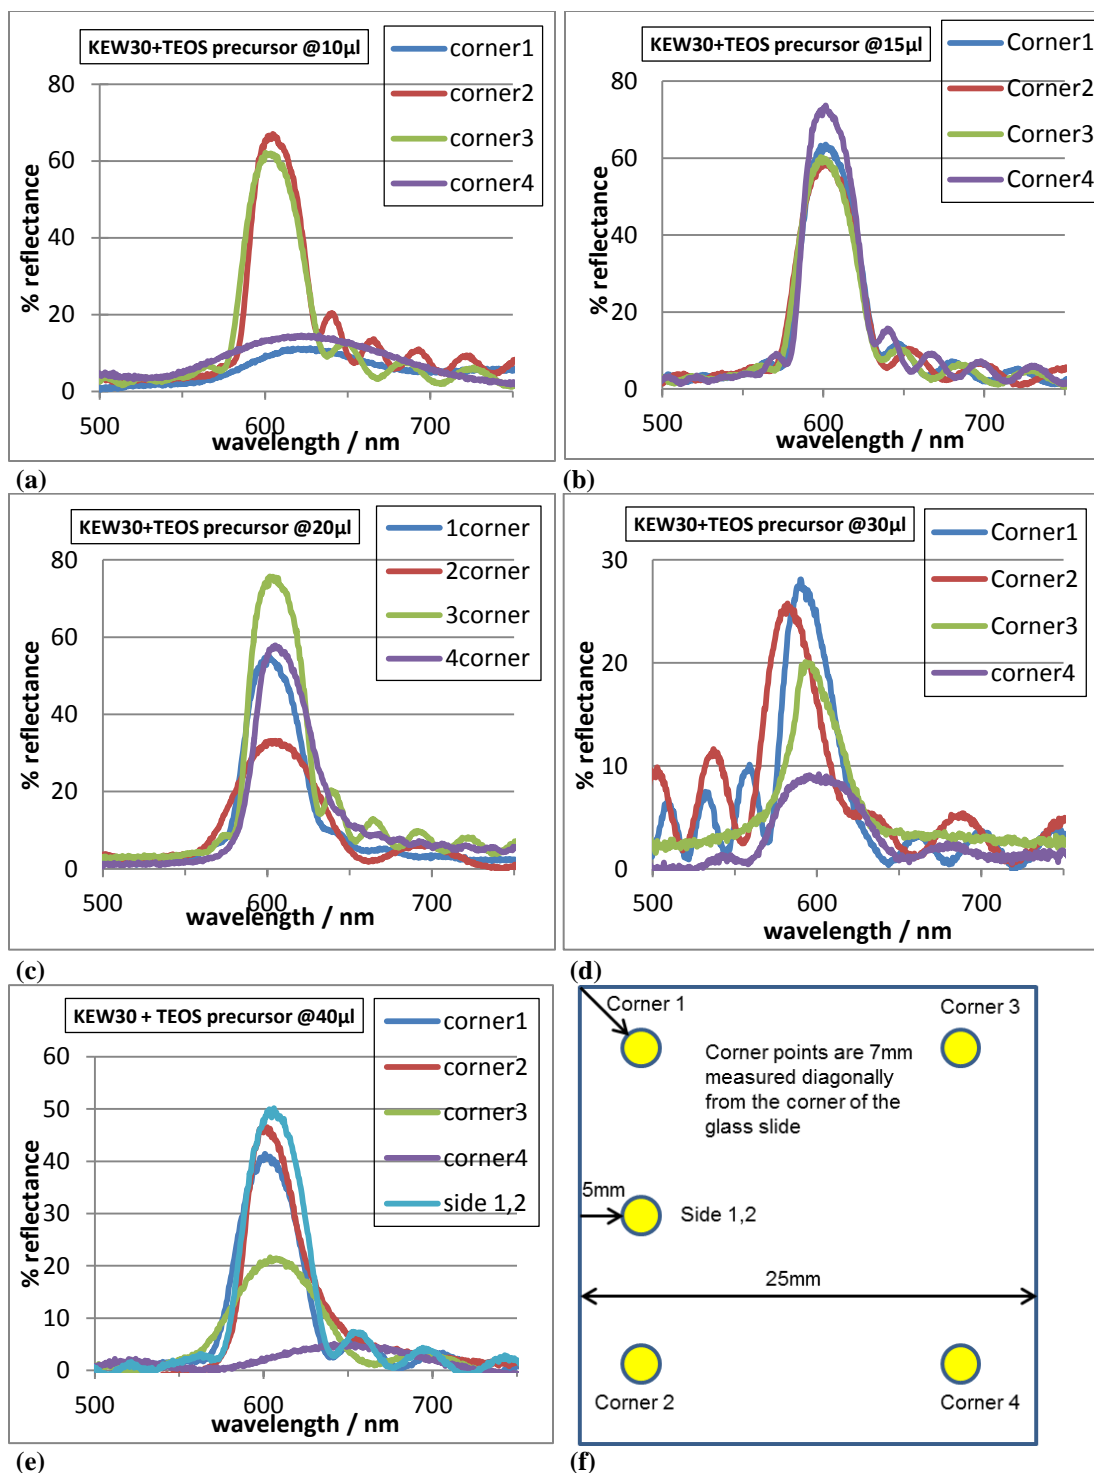 KEW30+TEOS precursor @10µl
corner1
corner2
corner3
corner4
80
60
40
20
0
% reflectance
500
600
700
wavelength / nm
(a)
KEW30+TEOS precursor @15µl
Corner1
Corner2
Corner3
Corner4
80
60
40
20
0
% reflectance
500
600
700
wavelength / nm
(b)
KEW30+TEOS precursor @20µl
1corner
2corner
3corner
4corner
80
60
40
20
0
% reflectance
500
600
700
wavelength / nm
(c)
KEW30+TEOS precursor @30µl
Corner1
Corner2
Corner3
corner4
30
20
10
0
% reflectance
500
600
700
wavelength / nm
(d)
KEW30 + TEOS precursor @40µl
corner1
corner2
corner3
corner4
side 1,2
60
50
40
30
20
10
0
% reflectance
500
600
700
wavelength / nm
(e)
Corner 1
Corner 3
Corner points are 7mm
measured diagonally
from the corner of the
glass slide
5mm
Side 1,2
25mm
Corner 2
Corner 4
(f)